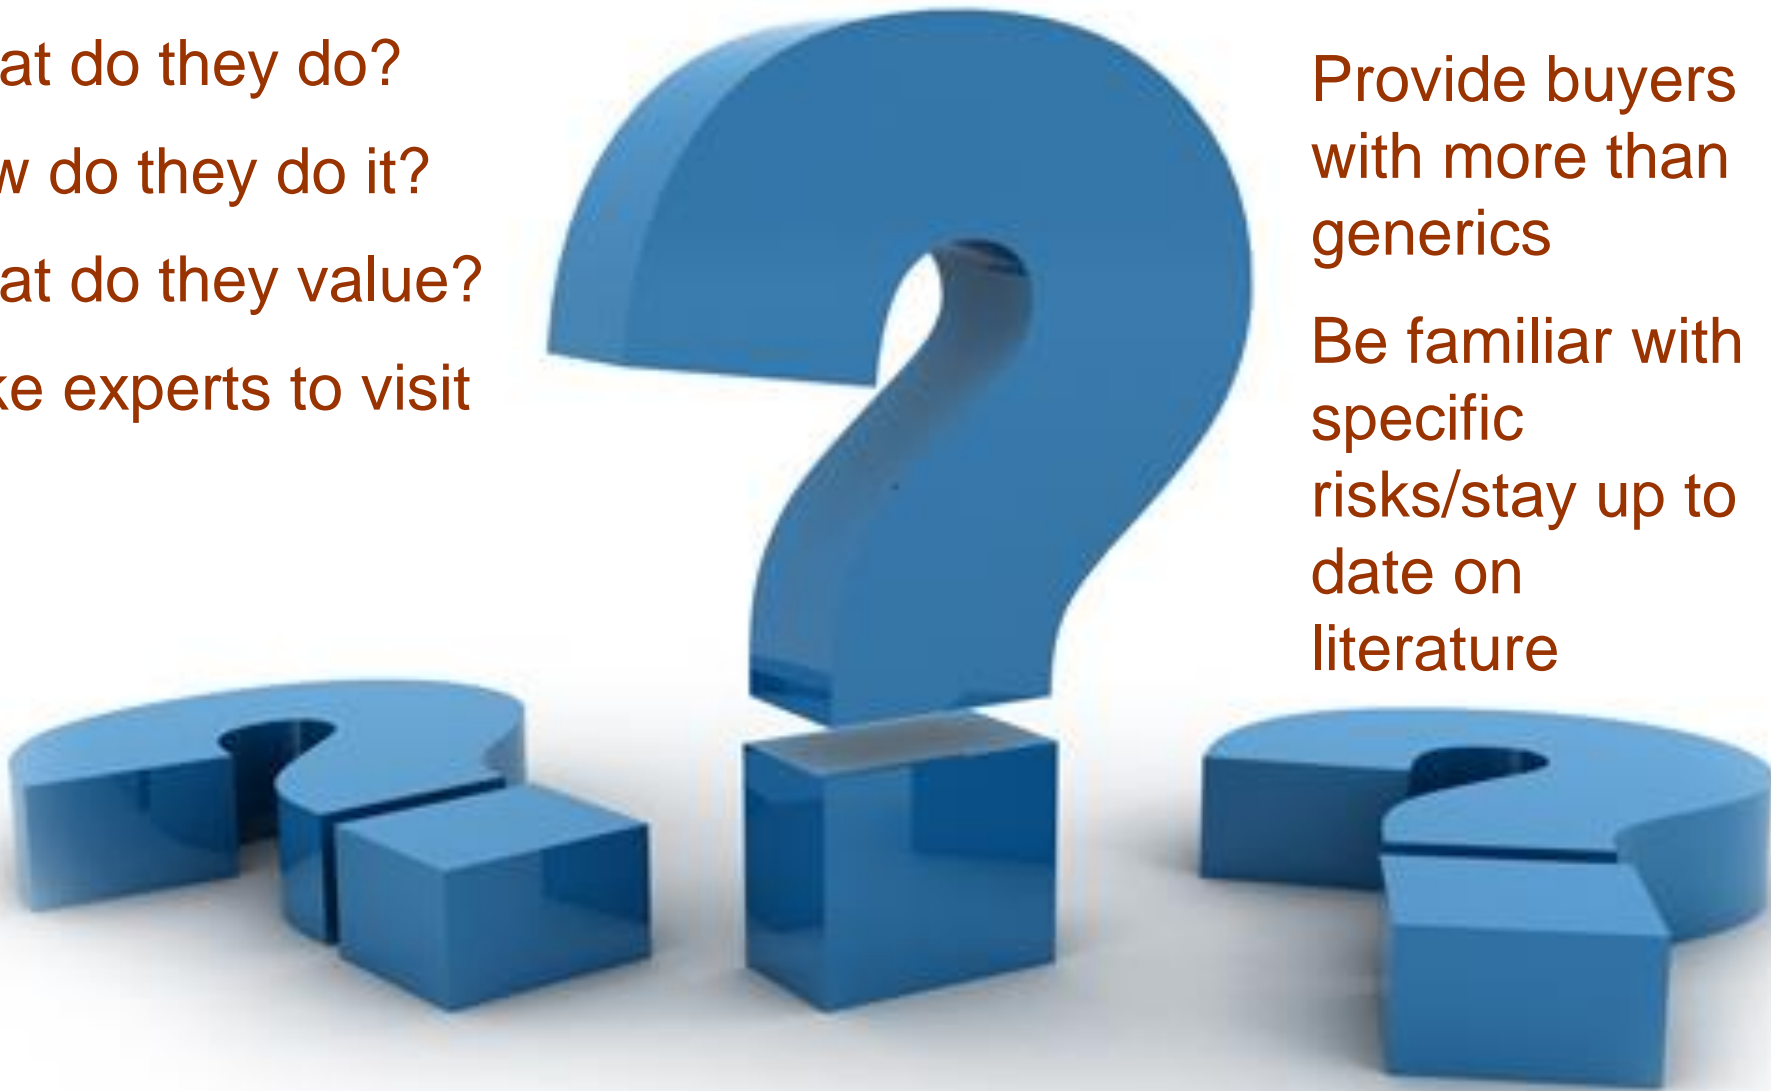 at do they do?
w do they do it?
at do they value?
ke experts to visit
Provide buyers
with more than
generics
Be familiar with
specific
risks/stay up to
date on
literature